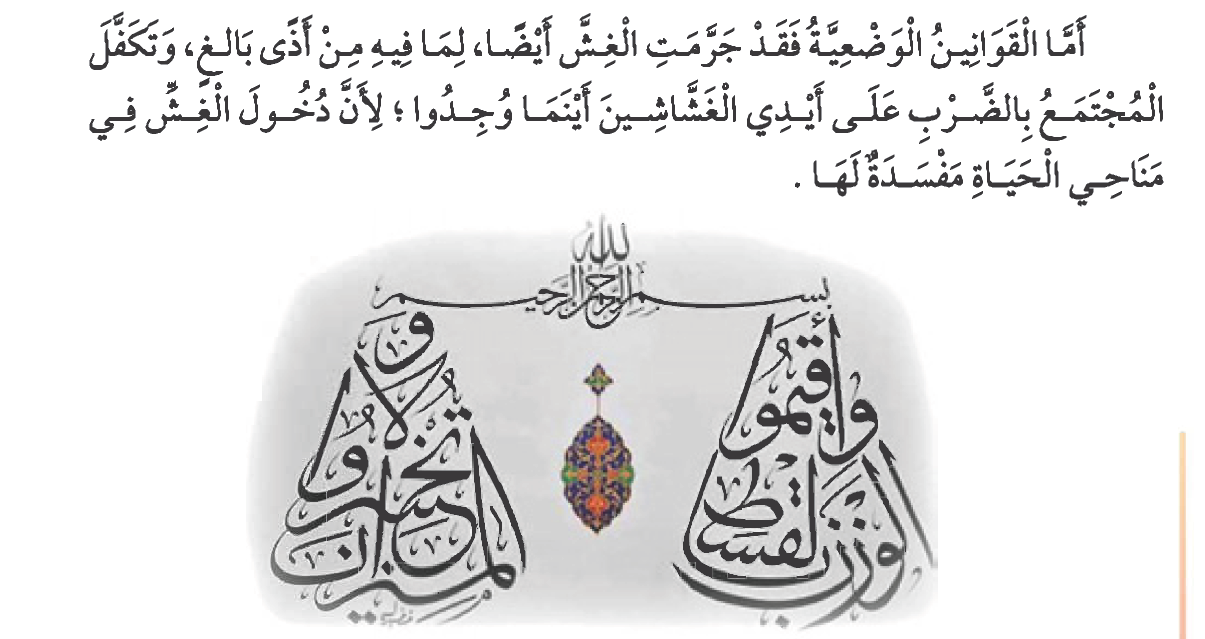 أَمَّا الْقَوَانِينُ الْوَضْعِيَّةُ فَقَدْ جَرَّمَتِ الْغِشَّ أَيْضًا، لِمَا فِيهِ مِنْ أَذًى بَالغٍ، وَتَكَفَّلَ
الْمُجْتَمَعُ بِالضَّرْبِ عَلَى أَيْدِي الْغَشَّاشِينَ أَيْنَمَا وُجِدُوا ؛ لِأَنَّ دُخُولَ الْغِشِّ فِي
مَنَاحِي الْحَيَاةِ مَفْسَدَةٌ لَهَا .
بسم الله الرحمن الرحيم
وأقيموا
الوزن بالقسط
ولا
تخسروا
الميزان